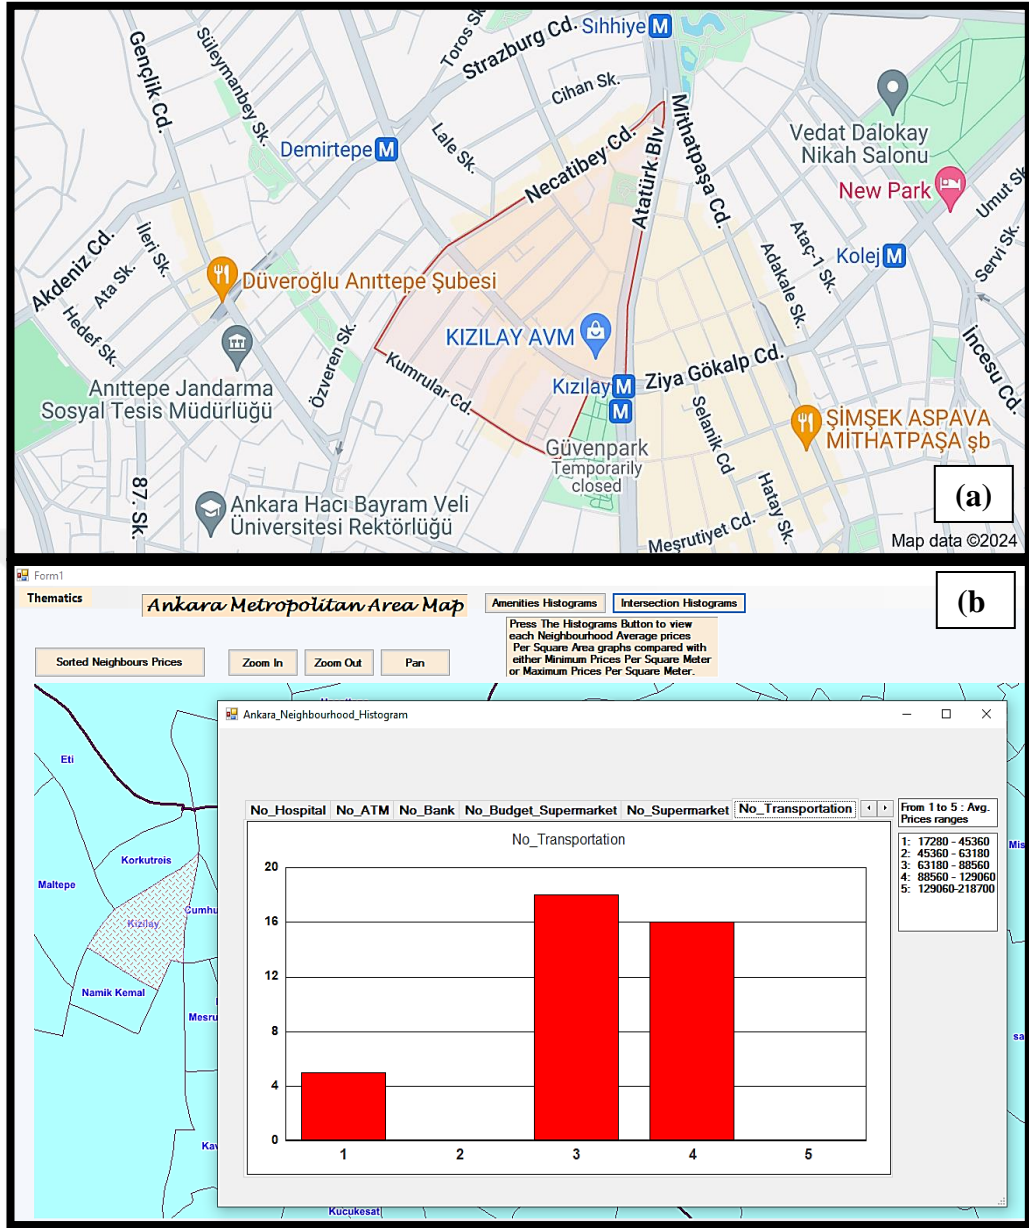 Gençlik Cd.
Süleymanbey Sk.
Toros Sk.
Strazburg Cd.
Sıhhiye M
Cihan Sk.
Lale Sk.
Demirtepe M
Necatibey Cd.
Atatürk Blv
Mithatpaşa Cd.
Vedat Dalokay
Nikah Salonu
New Park
Umut Sk
Servi Sk.
Kolej M
Ataç-1 Sk.
Adakale Sk.
İncesu Cd.
Akdeniz Cd.
Ata Sk.
İleri Sk.
Hedef Sk.
Düveroğlu Anıttepe Şubesi
KIZILAY AVM
Kızılay M
M
Ziya Gökalp Cd.
Özveren Sk.
Kumrular Cd.
Anıttepe Jandarma
Sosyal Tesis Müdürlüğü
Selanik Cd
ŞİMŞEK ASPAVA
MİTHATPAŞA şb
Güvenpark
Temporarily
closed
Hatay Sk.
87. Sk.
Ankara Hacı Bayram Veli
Üniversitesi Rektörlüğü
Meşrutiyet Cd.
(a)
Map data ©2024
Form1
Thematics
Ankara Metropolitan Area Map
Amenities Histograms
Intersection Histograms
(b
Press The Histograms Button to view
each Neighbourhood Average prices
Per Square Area graphs compared with
either Minimum Prices Per Square Meter
or Maximum Prices Per Square Meter.
Sorted Neighbours Prices
Zoom In
Zoom Out
Pan
Ankara_Neighbourhood_Histogram
Eti
Korkutreis
Maltepe
Kizilay
Cumhu
Namik Kemal
Mesru
Kav
Kucukesat
Mis
sa
No_Hospital No_ATM No_Bank No_Budget_Supermarket No_Supermarket No_Transportation
From 1 to 5 : Avg.
Prices ranges
1: 17280 - 45360
2: 45360 - 63180
3: 63180 - 88560
4: 88560 - 129060
5: 129060-218700
No_Transportation
20
16
12
8
4
0
1 2 3 4 5